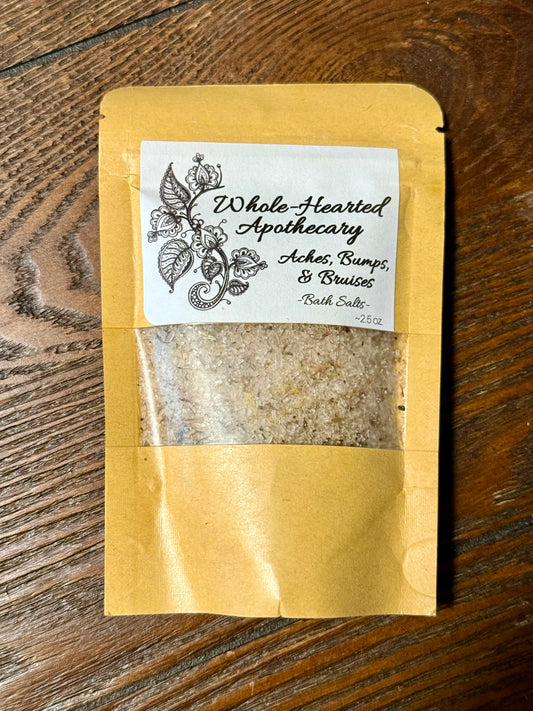 Whole-Hearted
Apothecary
Aches, Bumps,
& Bruises
-Bath Salts-
~2.5 oz